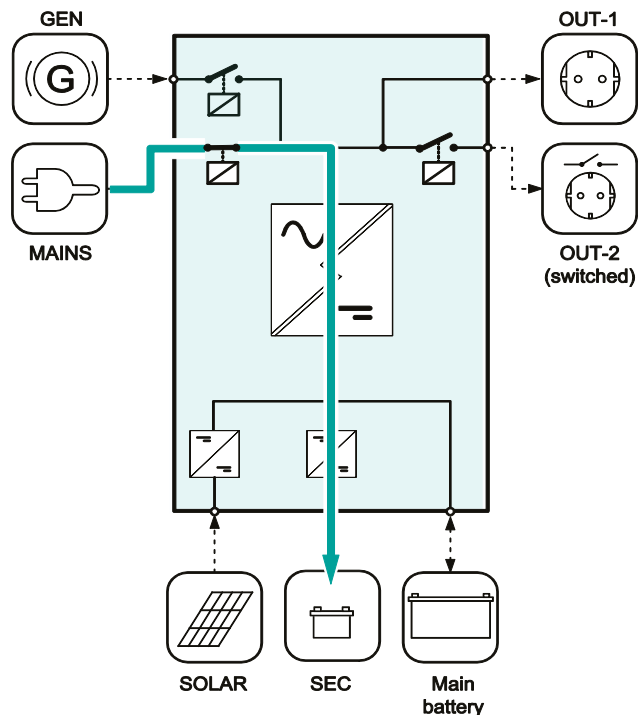 GEN
OUT-1
G
MAINS
OUT-2
(switched)
SOLAR
SEC
Main
battery